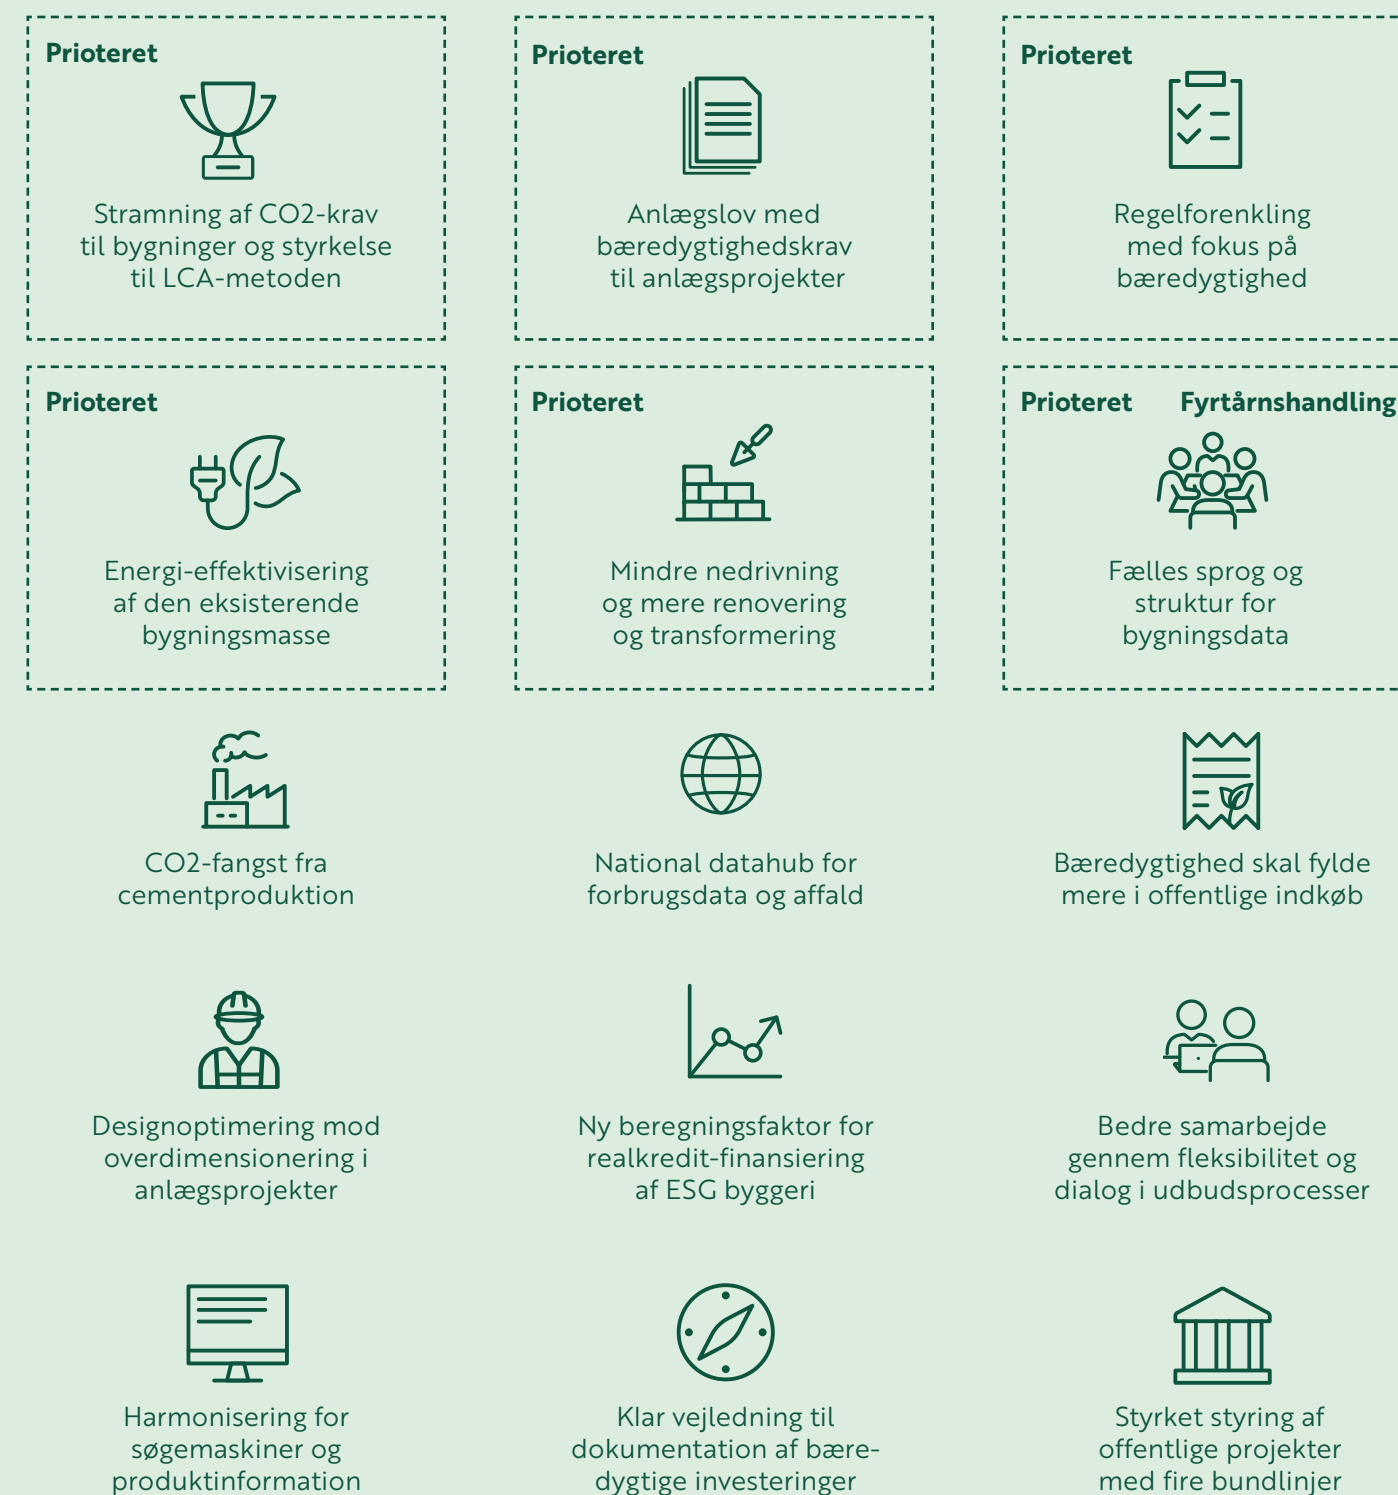 Prioteret
Stramning af CO2-krav
til bygninger og styrkelse
til LCA-metoden
Prioteret
Anlægslov med
bæredygtighedskrav
til anlægsprojekter
Prioteret
Regelforenkling
med fokus på
bæredygtighed
Prioteret
Energi-effektivisering
af den eksisterende
bygningsmasse
Prioteret
Mindre nedrivning
og mere renovering
og transformering
Prioteret Fyrtårnshandling
Fælles sprog og
struktur for
bygningsdata
CO2-fangst fra
cementproduktion
National datahub for
forbrugsdata og affald
Bæredygtighed skal fylde
mere i offentlige indkøb
Designoptimering mod
overdimensionering i
anlægsprojekter
Ny beregningsfaktor for
realkredit-finansiering
af ESG byggeri
Bedre samarbejde
gennem fleksibilitet og
dialog i udbudsprocesser
Harmonisering for
søgemaskiner og
produktinformation
Klar vejledning til
dokumentation af bære-
dygtige investeringer
Styrket styring af
offentlige projekter
med fire bundlinjer